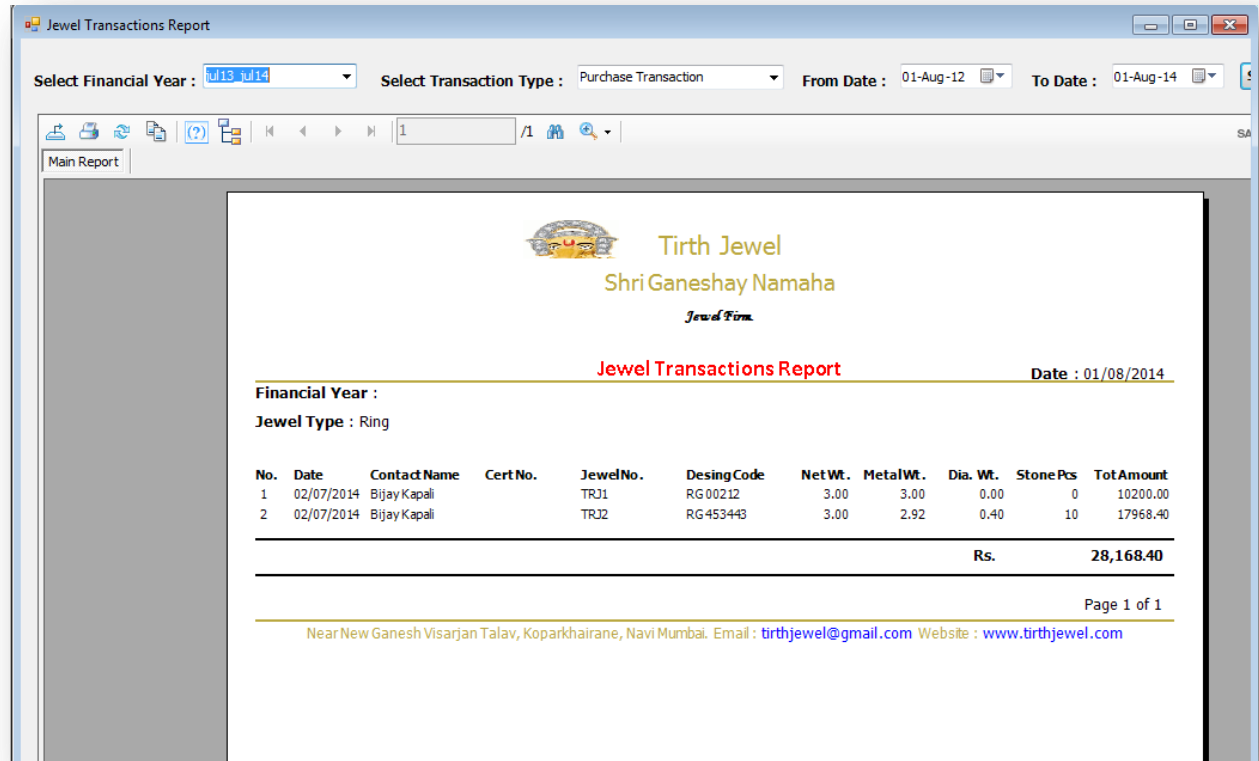 Jewel Transactions Report
Select Financial Year : jul13_jul14 Select Transaction Type : Purchase Transaction From Date : 01-Aug-12 To Date : 01-Aug-14
1 /1
Main Report
Tirth Jewel
Shri Ganeshay Namaha
Jewel Firm
Jewel Transactions Report
Date : 01/08/2014
Financial Year :
Jewel Type : Ring
No. Date Contact Name Cert No. Jewel No. Desing Code Net Wt. Metal Wt. Dia. Wt. Stone Pcs Tot Amount
1 02/07/2014 Bijay Kapali TRJ1 RG 00212 3.00 3.00 0.00 0 10200.00
2 02/07/2014 Bijay Kapali TRJ2 RG 453443 3.00 2.92 0.40 10 17968.40
Rs. 28,168.40
Page 1 of 1
Near New Ganesh Visarjan Talav, Koparkhairane, Navi Mumbai. Email : tirthjewel@gmail.com Website : www.tirthjewel.com